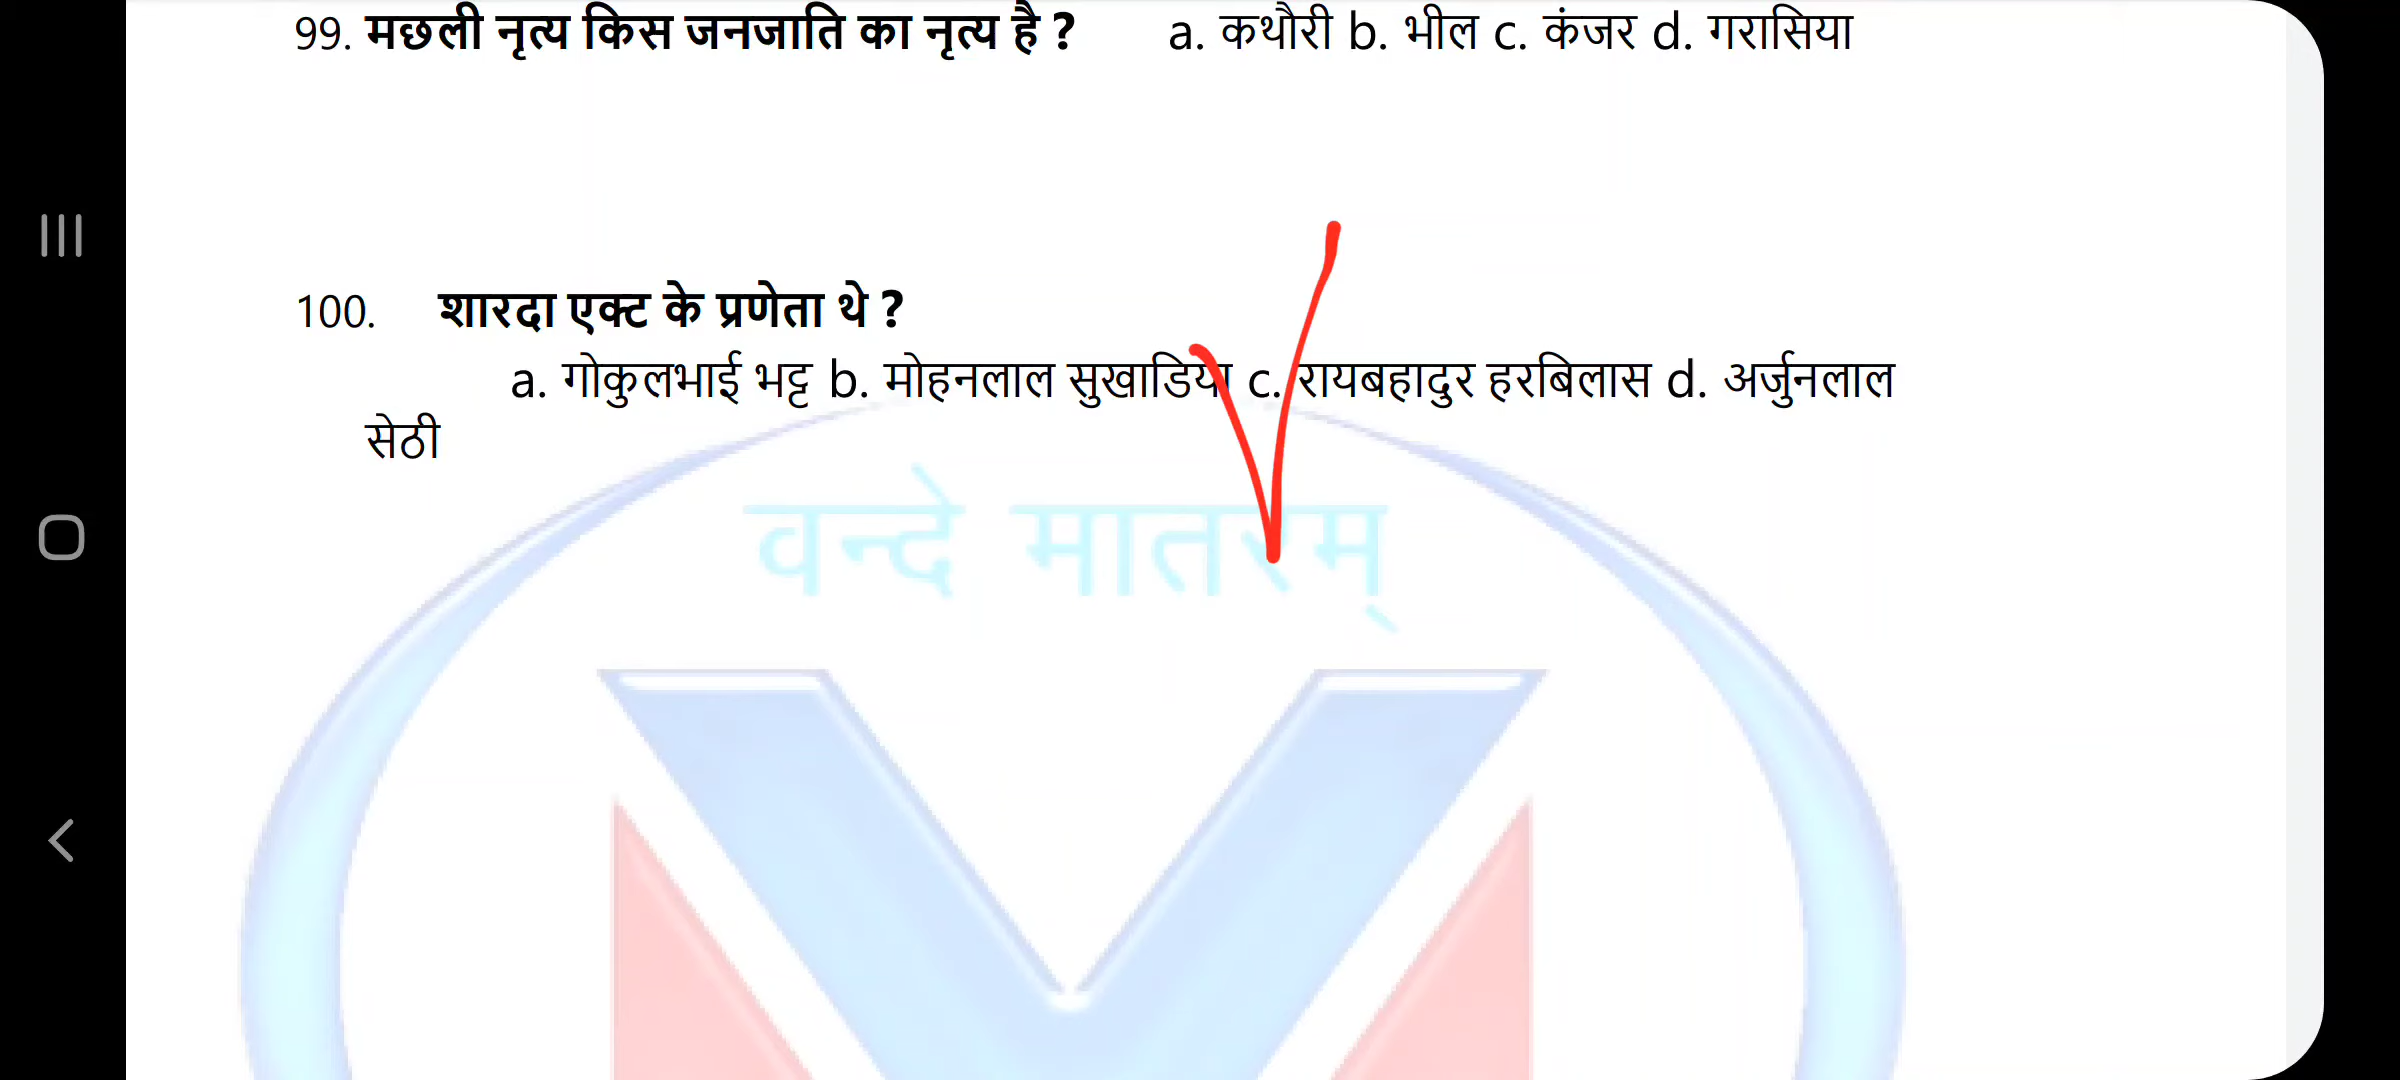 99. मछली नृत्य किस जनजाति का नृत्य है ? a. कथौरी b. भील c. कंजर d. गरासिया
100. शारदा एक्ट के प्रणेता थे ?
a. गोकुलभाई भट्ट b. मोहनलाल सुखाडिया c. रायबहादुर हरबिलास d. अर्जुनलाल
सेठी
वन्दे मातरम्